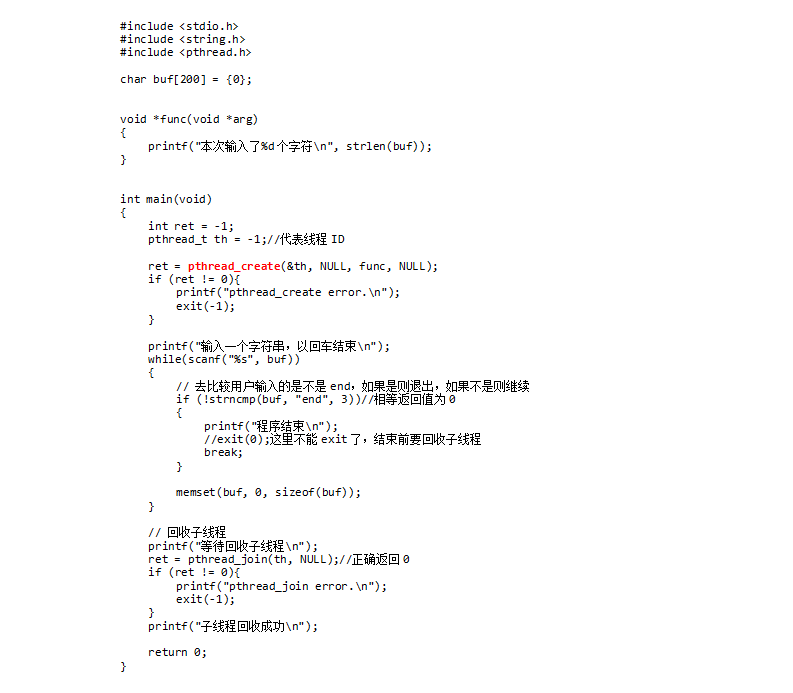 #include <stdio.h>
#include <string.h>
#include <pthread.h>
char buf[200] = {0};
void *func(void *arg)
{
printf("本次输入了%d个字符\n", strlen(buf));
}
int main(void)
{
int ret = -1;
pthread_t th = -1;//代表线程 ID
ret = pthread_create(&th, NULL, func, NULL);
if (ret != 0){
printf("pthread_create error.\n");
exit(-1);
}
printf("输入一个字符串，以回车结束\n");
while(scanf("%s", buf))
{
// 去比较用户输入的是不是 end，如果是则退出，如果不是则继续
if (!strncmp(buf, "end", 3))//相等返回值为 0
{
printf("程序结束\n");
//exit(0);这里不能 exit 了，结束前要回收子线程
break;
}
memset(buf, 0, sizeof(buf));
}
// 回收子线程
printf("等待回收子线程\n");
ret = pthread_join(th, NULL);//正确返回 0
if (ret != 0){
printf("pthread_join error.\n");
exit(-1);
}
printf("子线程回收成功\n");
return 0;
}